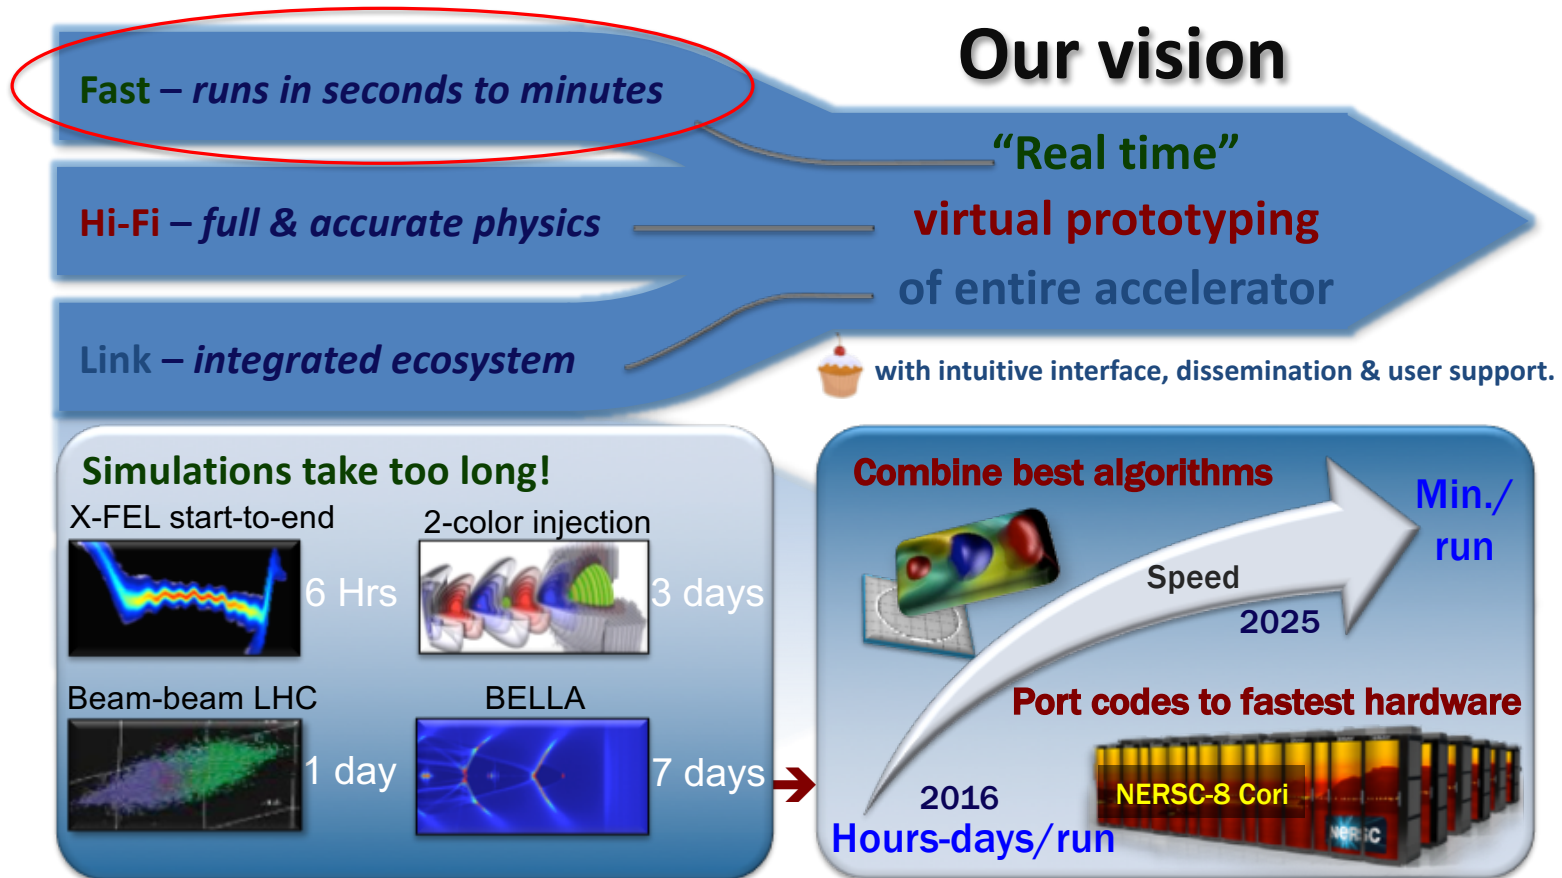 Our vision
Fast – runs in seconds to minutes
Hi-Fi – full & accurate physics
Link – integrated ecosystem
“Real time”
virtual prototyping
of entire accelerator
with intuitive interface, dissemination & user support.
Simulations take too long!
X-FEL start-to-end
6 Hrs
2-color injection
3 days
Beam-beam LHC
1 day
BELLA
7 days
Combine best algorithms
Min./
run
Speed
2025
Port codes to fastest hardware
NERSC-8 Cori
NERSC
2016
Hours-days/run